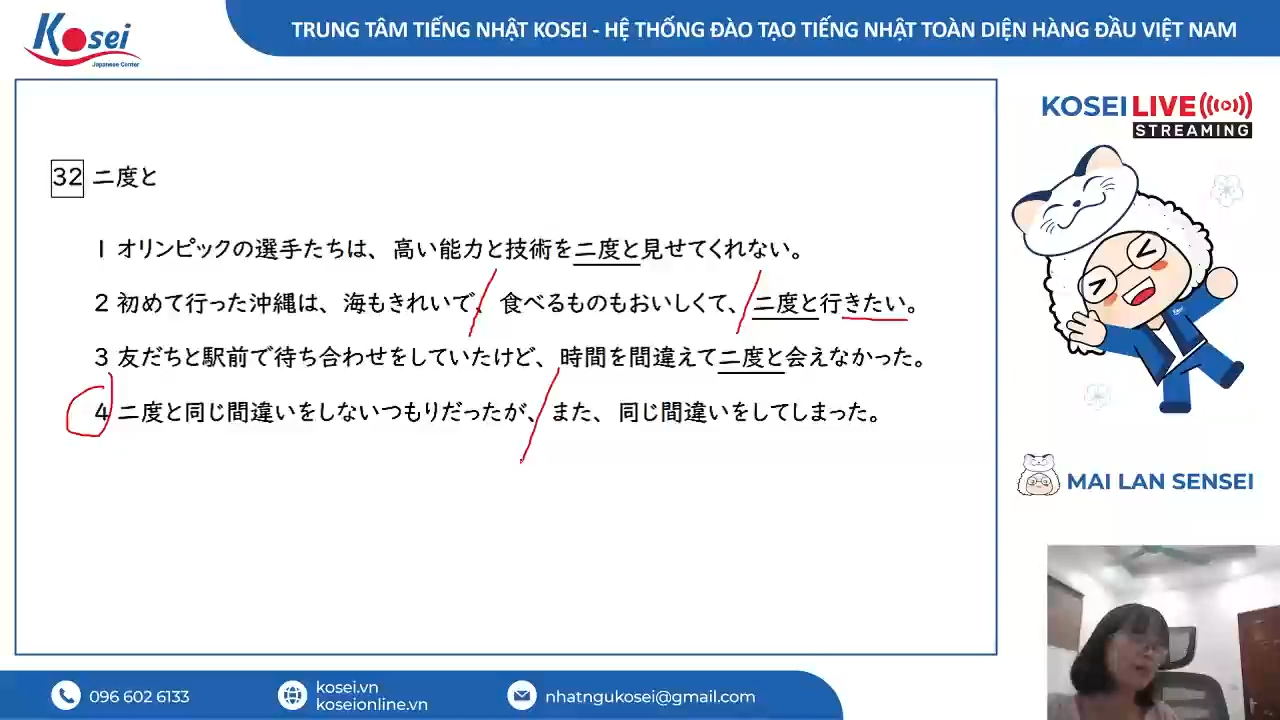 Kosei
Japanese Center
TRUNG TÂM TIẾNG NHẬT KOSEI - HỆ THỐNG ĐÀO TẠO TIẾNG NHẬT TOÀN DIỆN HÀNG ĐẦU VIỆT NAM
KOSEI LIVE
STREAMING
32 二度と
1 オリンピックの選手たちは、高い能力と技術を二度と見せてくれない。
2 初めて行った沖縄は、海もきれいで、食べるものもおいしくて、二度と行きたい。
3 友だちと駅前で待ち合わせをしていたけど、時間を間違えて二度と会えなかった。
4 二度と同じ間違いをしないつもりだったが、また、同じ間違いをしてしまった。
MAI LAN SENSEI
096 602 6133
kosei.vn
koseionline.vn
nhatngukosei@gmail.com